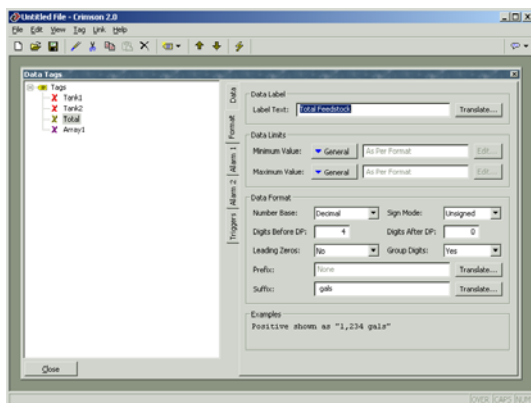 Untitled File - Crimson 2.0
File Edit View Tag Link Help
Data Tags
Tags
Tank1
Tank2
Total
Array1
Data
Format
Alarm 1
Alarm 2
Triggers
Data Label
Label Text: Total Feedstock Translate...
Data Limits
Minimum Value: General As Per Format Edit...
Maximum Value: General As Per Format Edit...
Data Format
Number Base: Decimal Sign Mode: Unsigned
Digits Before DP: 4 Digits After DP: 0
Leading Zeros: No Group Digits: Yes
Prefix: None Translate...
Suffix: gals Translate...
Examples
Positive shown as "1,234 gals"
Close
OVER CAPS NUM